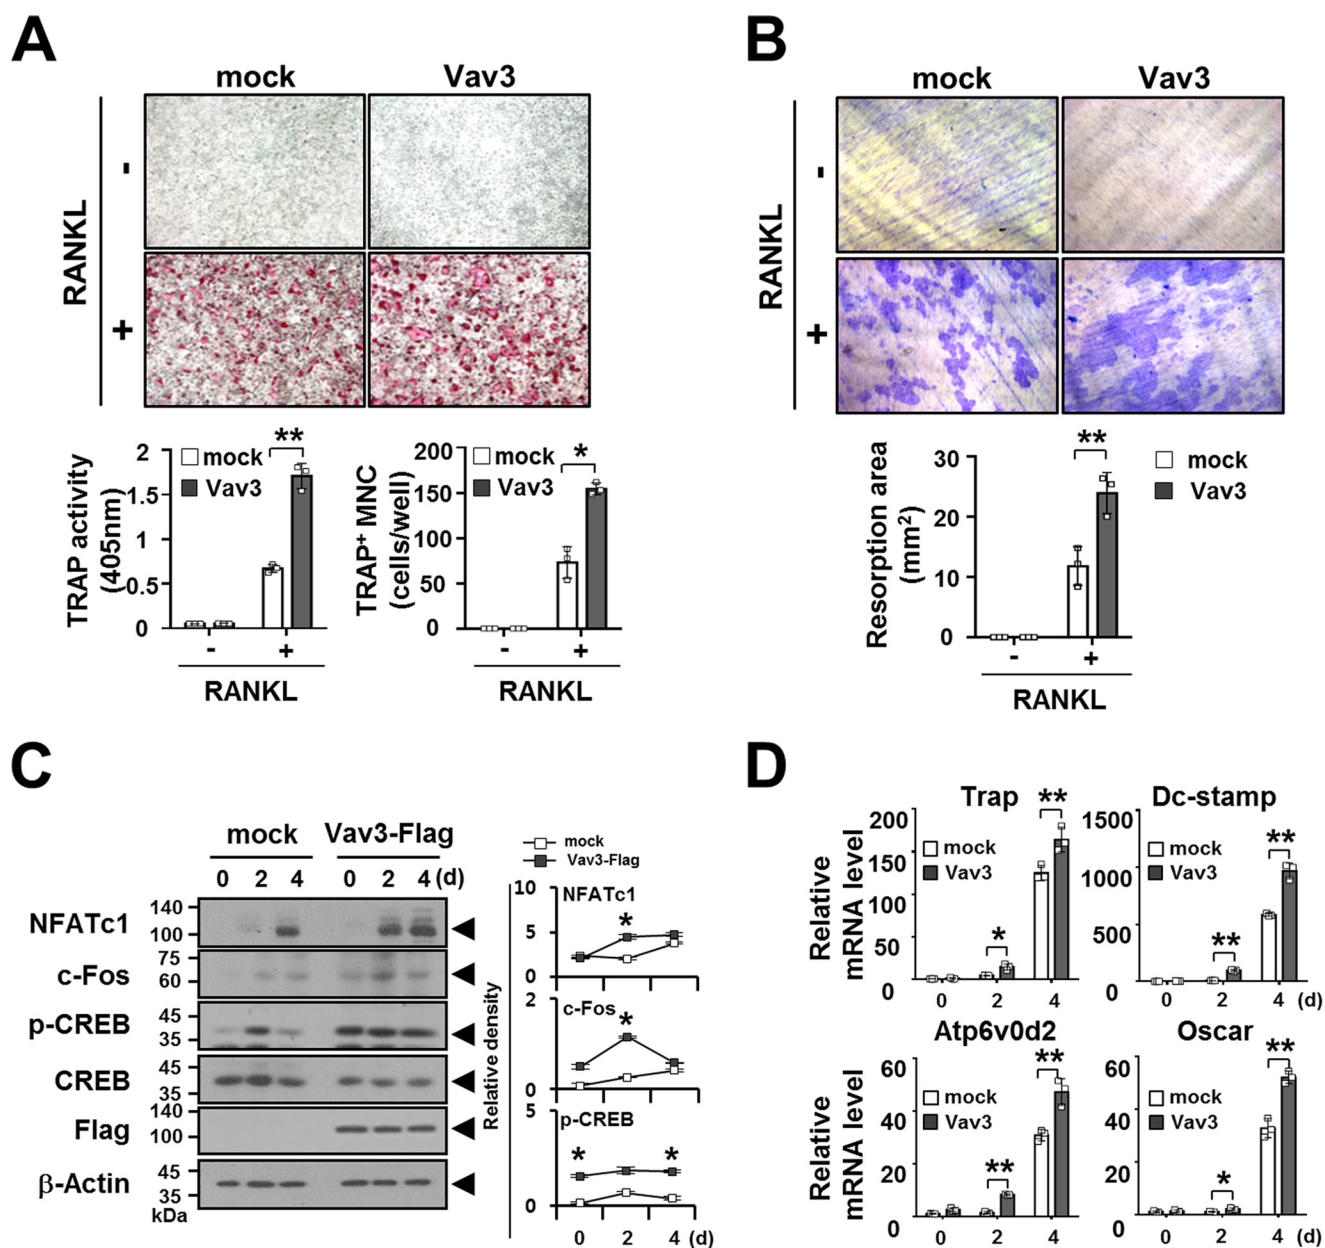 A
mock Vav3
RANKL
-
+
TRAP activity
(405nm)
2
1.5
1
0.5
0
mock
Vav3
**
- +
RANKL
TRAP⁺ MNC
(cells/well)
200
150
100
50
0
mock
Vav3
*
- +
RANKL
B
mock Vav3
RANKL
-
+
Resorption area
(mm²)
30
20
10
0
**
mock
Vav3
- +
RANKL
C
mock Vav3-Flag
0 2 4 0 2 4 (d)
NFATc1 140 100
c-Fos 75 60
p-CREB 45 35
CREB 45 35
Flag 140 100
β-Actin 45 35
kDa
mock
Vav3-Flag
Relative density
10
5
0
NFATc1
*
2
0
c-Fos
*
5
0
p-CREB
* *
0 2 4 (d)
D
Trap
Relative
mRNA level
200
150
100
50
0
mock
Vav3
* **
0 2 4
Dc-stamp
1500
1000
500
0
mock
Vav3
** **
0 2 4 (d)
Atp6v0d2
Relative
mRNA level
60
40
20
0
mock
Vav3
** **
0 2 4
Oscar
60
40
20
0
mock
Vav3
* **
0 2 4 (d)